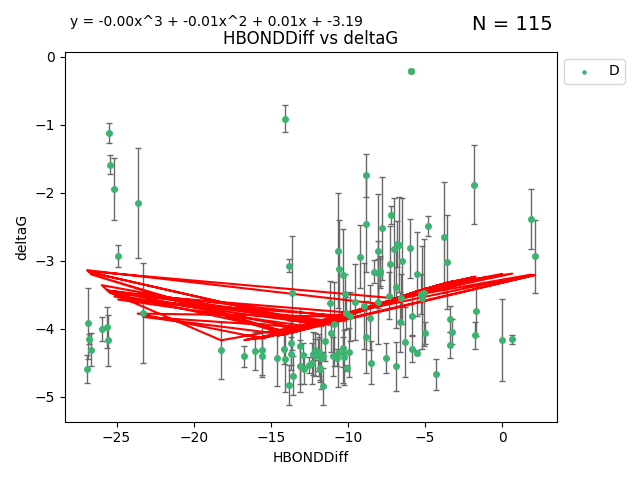 y = -0.00x^3 + -0.01x^2 + 0.01x + -3.19
N = 115
HBONDDiff vs deltaG
D
deltaG
0
−1
−2
−3
−4
−5
−25
−20
−15
−10
−5
0
HBONDDiff